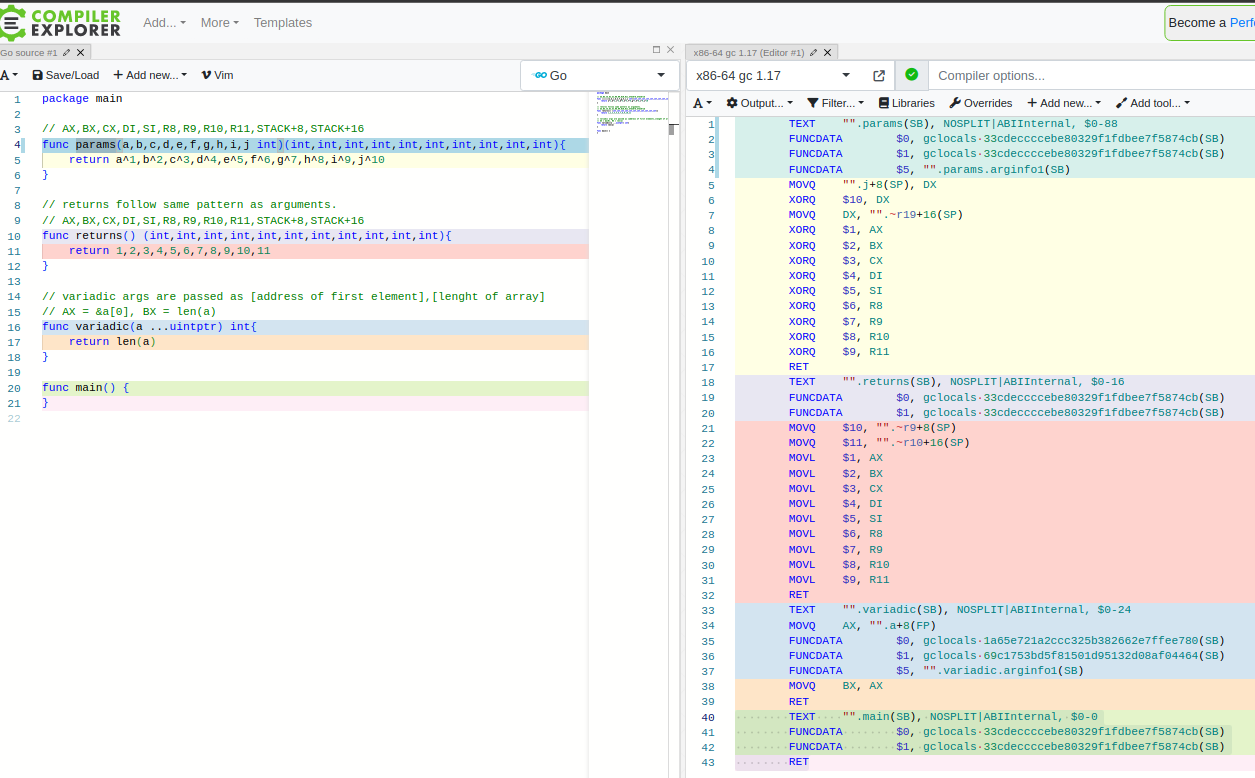 COMPILER
EXPLORER
Add...
More
Templates
Become a Perf
Go source #1
A
Save/Load
Add new...
Vim
Go
1 package main
2
3 // AX,BX,CX,DI,SI,R8,R9,R10,R11,STACK+8,STACK+16
4 func params(a,b,c,d,e,f,g,h,i,j int)(int,int,int,int,int,int,int,int,int,int){
5 return a^1,b^2,c^3,d^4,e^5,f^6,g^7,h^8,i^9,j^10
6 }
7
8 // returns follow same pattern as arguments.
9 // AX,BX,CX,DI,SI,R8,R9,R10,R11,STACK+8,STACK+16
10 func returns() (int,int,int,int,int,int,int,int,int,int,int){
11 return 1,2,3,4,5,6,7,8,9,10,11
12 }
13
14 // variadic args are passed as [address of first element],[lenght of array]
15 // AX = &a[0], BX = len(a)
16 func variadic(a ...uintptr) int{
17 return len(a)
18 }
19
20 func main() {
21 }
22
x86-64 gc 1.17 (Editor #1)
x86-64 gc 1.17
Compiler options...
A
Output...
Filter...
Libraries
Overrides
Add new...
Add tool...
1 TEXT "".params(SB), NOSPLIT|ABIInternal, $0-88
2 FUNCDATA $0, gclocals·33cdeccccebe80329f1fdbee7f5874cb(SB)
3 FUNCDATA $1, gclocals·33cdeccccebe80329f1fdbee7f5874cb(SB)
4 FUNCDATA $5, "".params.arginfo1(SB)
5 MOVQ "".j+8(SP), DX
6 XORQ $10, DX
7 MOVQ DX, "".~r19+16(SP)
8 XORQ $1, AX
9 XORQ $2, BX
10 XORQ $3, CX
11 XORQ $4, DI
12 XORQ $5, SI
13 XORQ $6, R8
14 XORQ $7, R9
15 XORQ $8, R10
16 XORQ $9, R11
17 RET
18 TEXT "".returns(SB), NOSPLIT|ABIInternal, $0-16
19 FUNCDATA $0, gclocals·33cdeccccebe80329f1fdbee7f5874cb(SB)
20 FUNCDATA $1, gclocals·33cdeccccebe80329f1fdbee7f5874cb(SB)
21 MOVQ $10, "".~r9+8(SP)
22 MOVQ $11, "".~r10+16(SP)
23 MOVL $1, AX
24 MOVL $2, BX
25 MOVL $3, CX
26 MOVL $4, DI
27 MOVL $5, SI
28 MOVL $6, R8
29 MOVL $7, R9
30 MOVL $8, R10
31 MOVL $9, R11
32 RET
33 TEXT "".variadic(SB), NOSPLIT|ABIInternal, $0-24
34 MOVQ AX, "".a+8(FP)
35 FUNCDATA $0, gclocals·1a65e721a2ccc325b382662e7ffee780(SB)
36 FUNCDATA $1, gclocals·69c1753bd5f81501d95132d08af04464(SB)
37 FUNCDATA $5, "".variadic.arginfo1(SB)
38 MOVQ BX, AX
39 RET
40 TEXT "".main(SB), NOSPLIT|ABIInternal, $0-0
41 FUNCDATA $0, gclocals·33cdeccccebe80329f1fdbee7f5874cb(SB)
42 FUNCDATA $1, gclocals·33cdeccccebe80329f1fdbee7f5874cb(SB)
43 RET